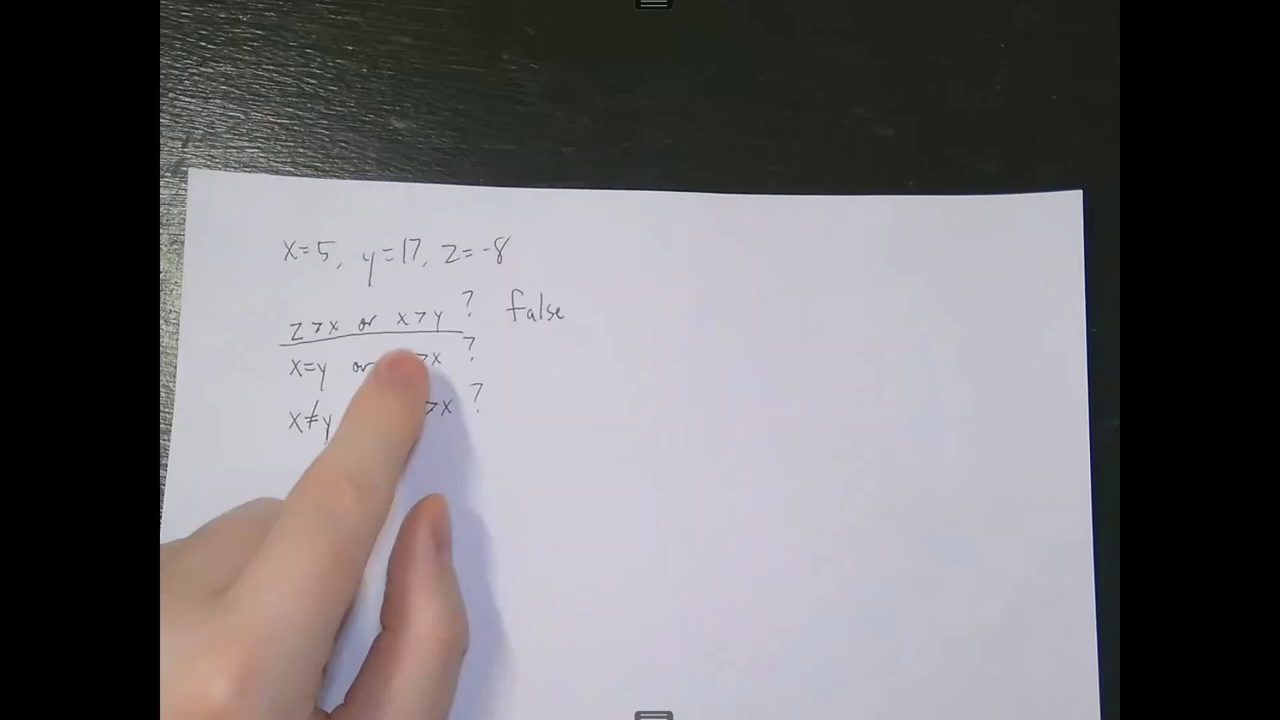 x=5, y=17, z=-8
z>x or x>y ? false
x=y or >x ?
x≠y >x ?